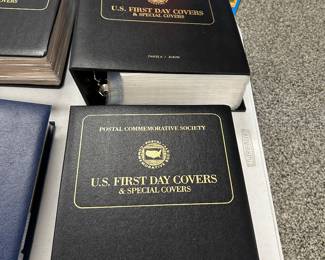 U.S. FIRST DAY COVERS
& SPECIAL COVERS
POSTAL COMMEMORATIVE SOCIETY
U.S. FIRST DAY COVERS
& SPECIAL COVERS